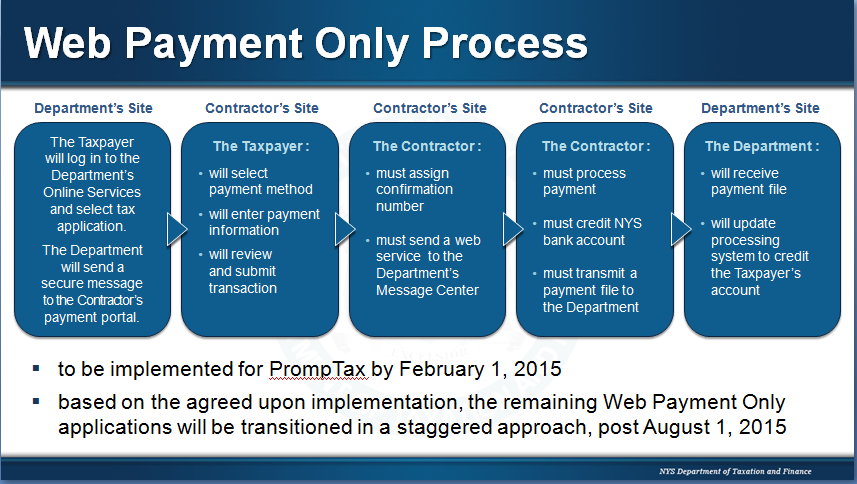 Web Payment Only Process
Department's Site
The Taxpayer
will log in to the
Department's
Online Services
and select tax
application.
The Department
will send a
secure message
to the Contractor's
payment portal.
Contractor's Site
The Taxpayer :
• will select
payment method
• will enter payment
information
• will review
and submit
transaction
Contractor's Site
The Contractor :
• must assign
confirmation
number
• must send a web
service to the
Department's
Message Center
Contractor's Site
The Contractor :
• must process
payment
• must credit NYS
bank account
• must transmit a
payment file to
the Department
Department's Site
The Department :
• will receive
payment file
• will update
processing
system to credit
the Taxpayer's
account
▪ to be implemented for PrompTax by February 1, 2015
▪ based on the agreed upon implementation, the remaining Web Payment Only
applications will be transitioned in a staggered approach, post August 1, 2015
NYS Department of Taxation and Finance